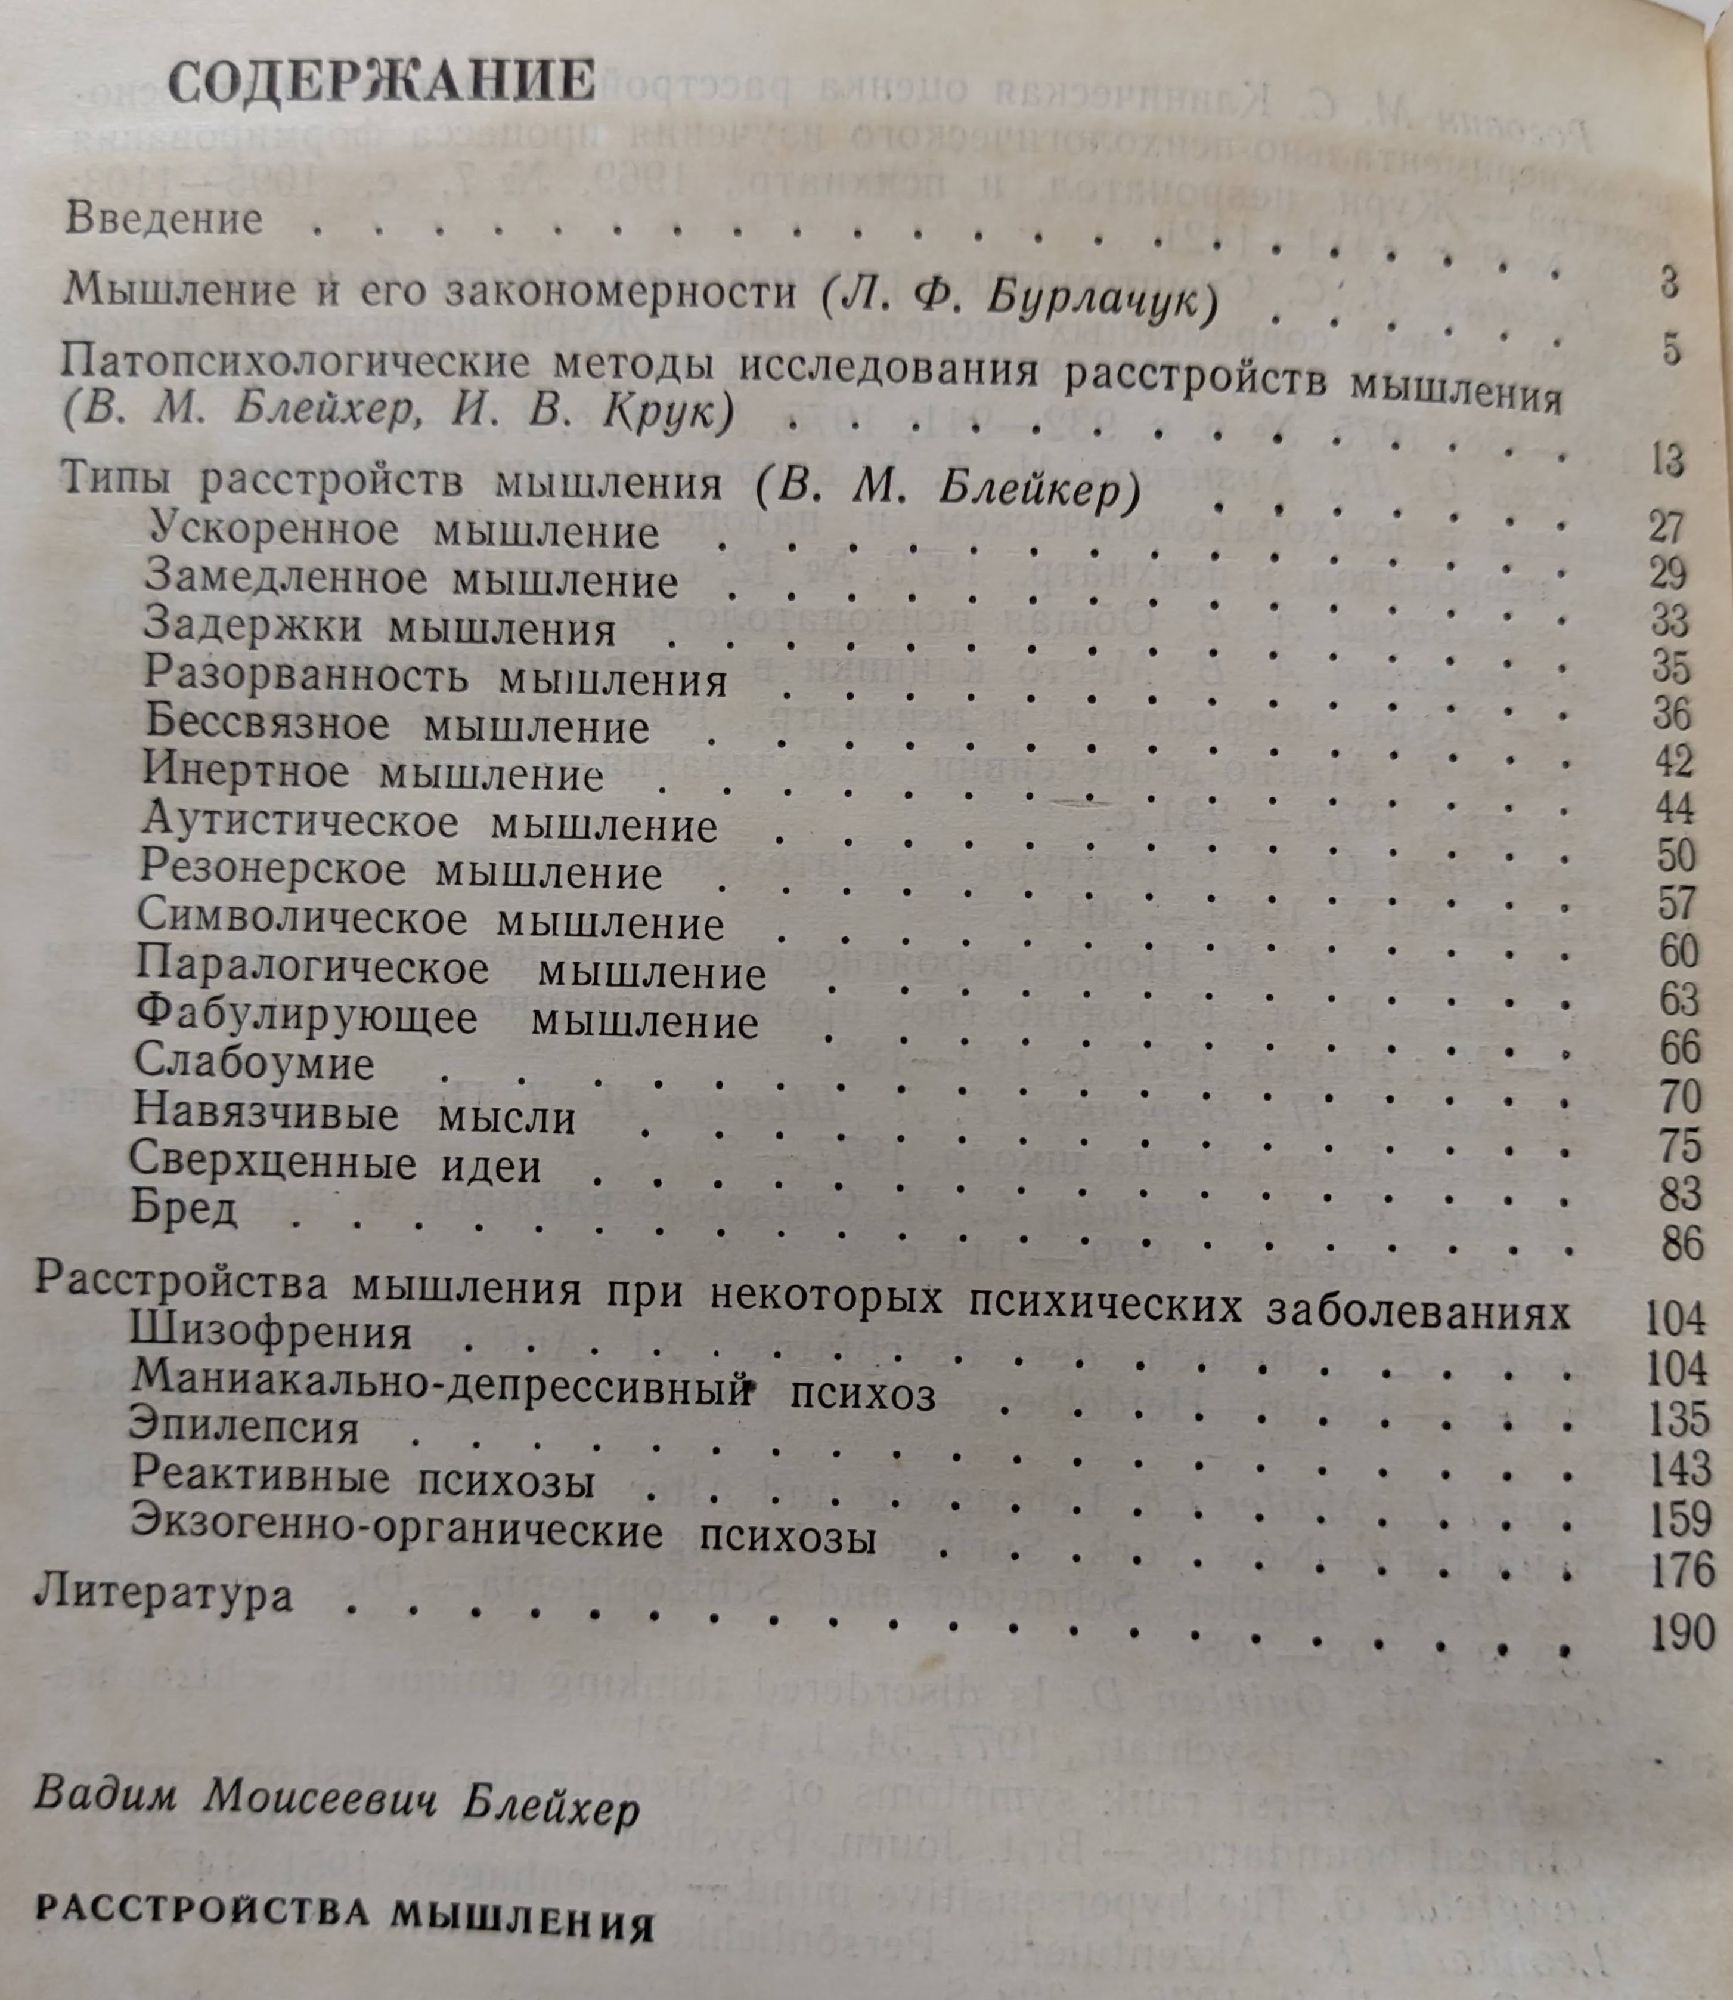 СОДЕРЖАНИЕ
Введение . . . . . . . . . . . . . . . . . . . . . 3
Мышление и его закономерности (Л. Ф. Бурлачук) . . . . . . 5
Патопсихологические методы исследования расстройств мышления
(В. М. Блейхер, И. В. Крук) . . . . . . . . . . . . . . 13
Типы расстройств мышления (В. М. Блейкер) . . . . . . . 27
Ускоренное мышление . . . . . . . . . . . . . . . 29
Замедленное мышление . . . . . . . . . . . . . . . 33
Задержки мышления . . . . . . . . . . . . . . . . 35
Разорванность мышления . . . . . . . . . . . . . . 36
Бессвязное мышление . . . . . . . . . . . . . . . 42
Инертное мышление . . . . . . . . . . . . . . . . 44
Аутистическое мышление . . . . . . . . . . . . . . 50
Резонерское мышление . . . . . . . . . . . . . . . 57
Символическое мышление . . . . . . . . . . . . . . 60
Паралогическое мышление . . . . . . . . . . . . . 63
Фабулирующее мышление . . . . . . . . . . . . . 66
Слабоумие . . . . . . . . . . . . . . . . . . . 70
Навязчивые мысли . . . . . . . . . . . . . . . . 75
Сверхценные идеи . . . . . . . . . . . . . . . . . 83
Бред . . . . . . . . . . . . . . . . . . . . . . 86
Расстройства мышления при некоторых психических заболеваниях 104
Шизофрения . . . . . . . . . . . . . . . . . . . 104
Маниакально-депрессивный психоз . . . . . . . . . . 135
Эпилепсия . . . . . . . . . . . . . . . . . . . . 143
Реактивные психозы . . . . . . . . . . . . . . . . 159
Экзогенно-органические психозы . . . . . . . . . . . 176
Литература . . . . . . . . . . . . . . . . . . . . . 190
Вадим Моисеевич Блейхер
РАССТРОЙСТВА МЫШЛЕНИЯ